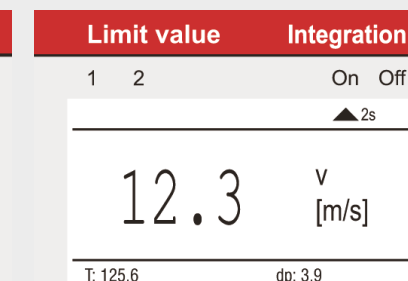 Limit value Integration
1 2 On Off
▲ 2s
12.3 v
[m/s]
T: 125.6 dp: 3.9